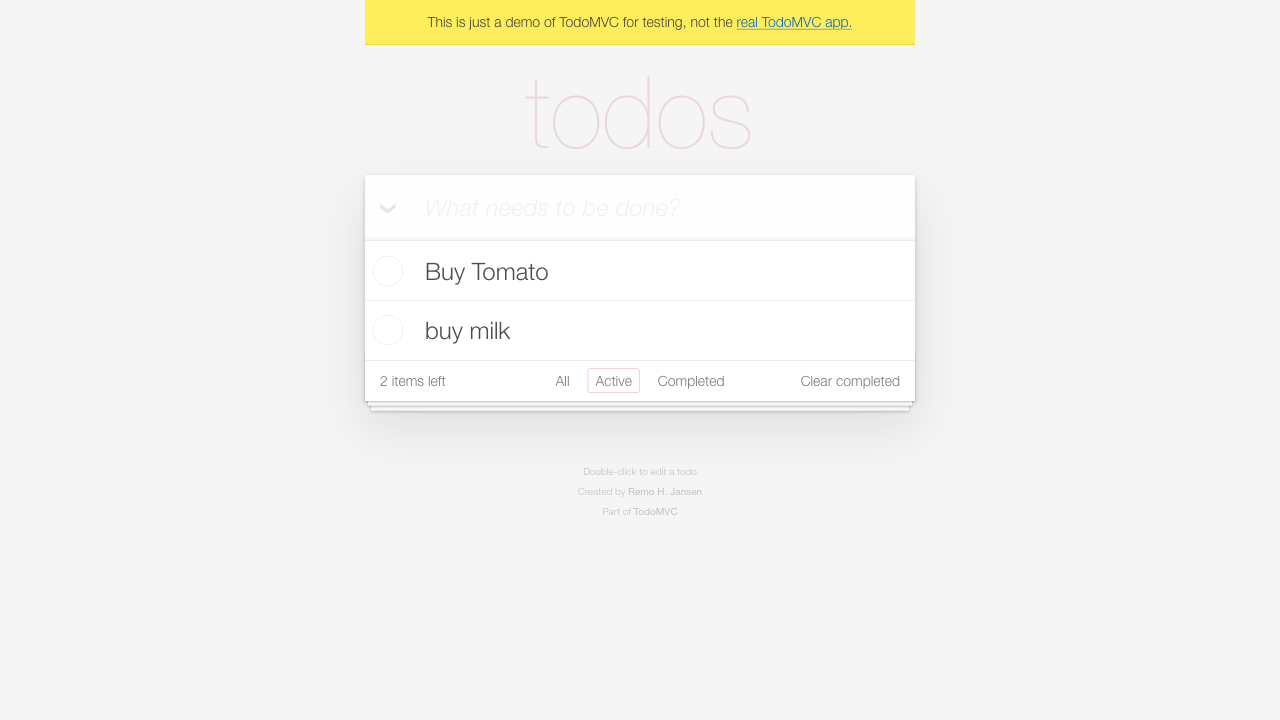 This is just a demo of TodoMVC for testing, not the real TodoMVC app.
todos
What needs to be done?
Buy Tomato
buy milk
2 items left All Active Completed Clear completed
Double-click to edit a todo
Created by Remo H. Jansen
Part of TodoMVC